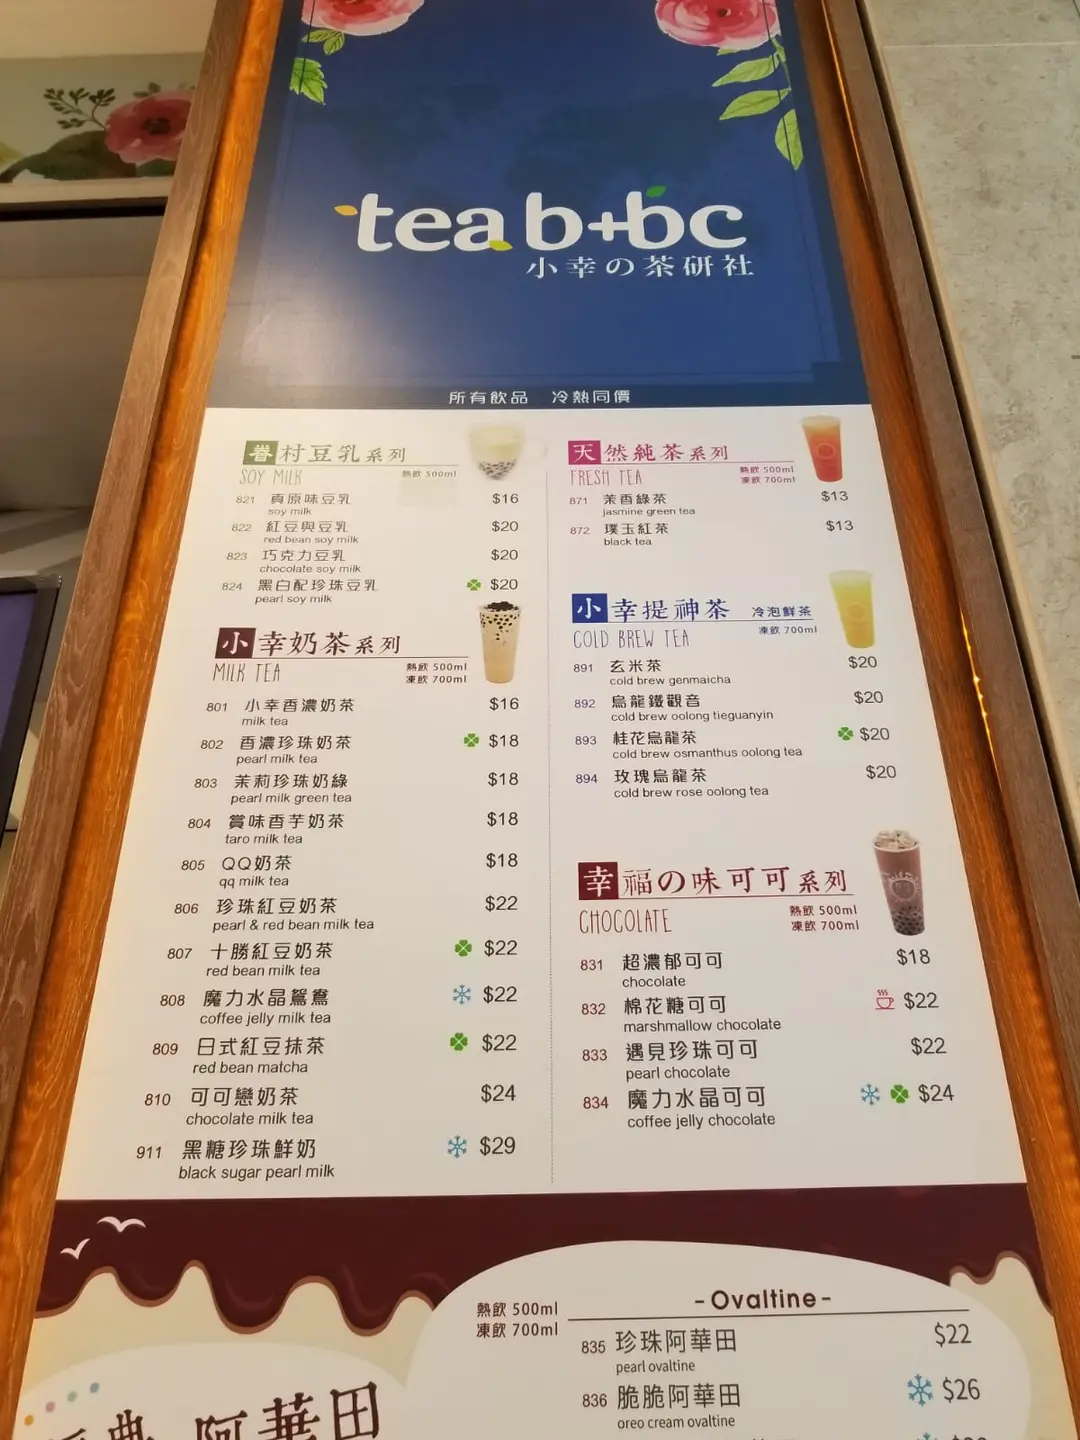 tea b+bc
小幸の茶研社
所有飲品 冷熱同價
眷村豆乳系列
SOY MILK 熱飲 500ml
821 真原味豆乳 $16
soy milk
822 紅豆與豆乳 $20
red bean soy milk
823 巧克力豆乳 $20
chocolate soy milk
824 黑白配珍珠豆乳 $20
pearl soy milk
小幸奶茶系列
MILK TEA 熱飲 500ml
凍飲 700ml
801 小幸香濃奶茶 $16
milk tea
802 香濃珍珠奶茶 $18
pearl milk tea
803 茉莉珍珠奶綠 $18
pearl milk green tea
804 賞味香芋奶茶 $18
taro milk tea
805 QQ奶茶 $18
qq milk tea
806 珍珠紅豆奶茶 $22
pearl & red bean milk tea
807 十勝紅豆奶茶 $22
red bean milk tea
808 魔力水晶鴛鴦 $22
coffee jelly milk tea
809 日式紅豆抹茶 $22
red bean matcha
810 可可戀奶茶 $24
chocolate milk tea
911 黑糖珍珠鮮奶 $29
black sugar pearl milk
天然純茶系列
FRESH TEA 熱飲 500ml
凍飲 700ml
871 茉香綠茶 $13
jasmine green tea
872 璞玉紅茶 $13
black tea
小幸提神茶 冷泡鮮茶
COLD BREW TEA 凍飲 700ml
891 玄米茶 $20
cold brew genmaicha
892 烏龍鐵觀音 $20
cold brew oolong tieguanyin
893 桂花烏龍茶 $20
cold brew osmanthus oolong tea
894 玫瑰烏龍茶 $20
cold brew rose oolong tea
幸福の味可可系列
CHOCOLATE 熱飲 500ml
凍飲 700ml
831 超濃郁可可 $18
chocolate
832 棉花糖可可 $22
marshmallow chocolate
833 遇見珍珠可可 $22
pearl chocolate
834 魔力水晶可可 $24
coffee jelly chocolate
熱飲 500ml
凍飲 700ml
-Ovaltine-
835 珍珠阿華田 $22
pearl ovaltine
836 脆脆阿華田 $26
oreo cream ovaltine
典 阿華田